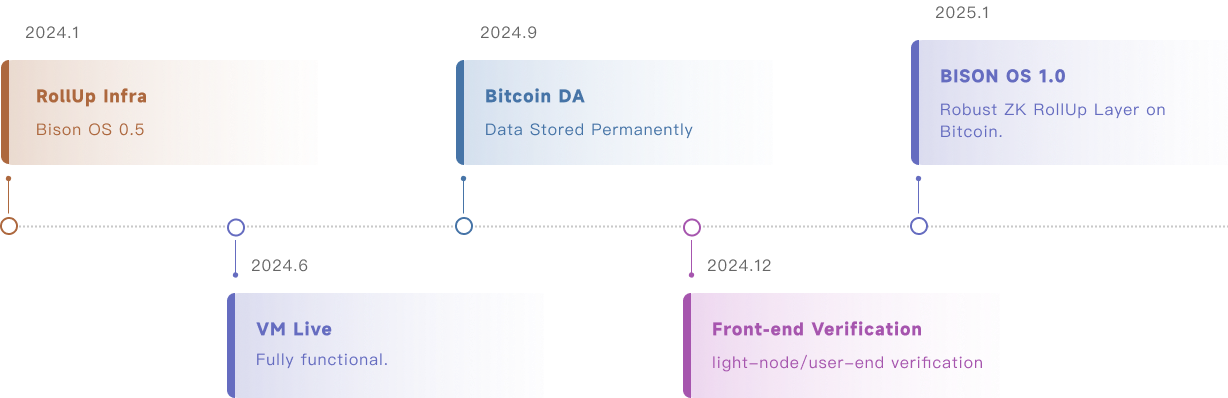 2024.1
RollUp Infra
Bison OS 0.5
2024.6
VM Live
Fully functional.
2024.9
Bitcoin DA
Data Stored Permanently
2024.12
Front-end Verification
light-node/user-end verification
2025.1
BISON OS 1.0
Robust ZK RollUp Layer on
Bitcoin.